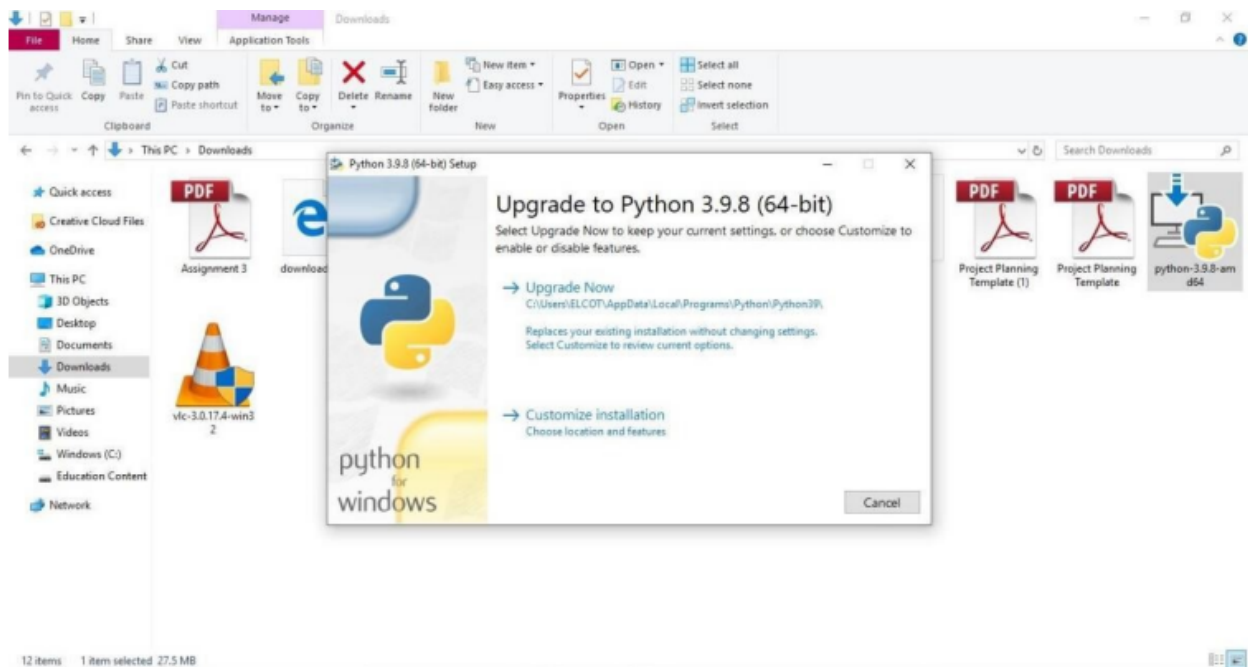 Manage
Downloads
File Home Share View Application Tools
Pin to Quick access
Copy
Paste
Cut
Copy path
Paste shortcut
Move to
Copy to
Delete
Rename
New folder
New item
Easy access
Properties
Open
Edit
History
Select all
Select none
Invert selection
Clipboard
Organize
New
Open
Select
This PC › Downloads
Search Downloads
Quick access
Creative Cloud Files
OneDrive
This PC
3D Objects
Desktop
Documents
Downloads
Music
Pictures
Videos
Windows (C:)
Education Content
Network
PDF
Assignment 3
download
vlc-3.0.17.4-win3
2
Python 3.9.8 (64-bit) Setup
Upgrade to Python 3.9.8 (64-bit)
Select Upgrade Now to keep your current settings, or choose Customize to
enable or disable features.
Upgrade Now
C:\Users\ELCOT\AppData\Local\Programs\Python\Python39\
Replaces your existing installation without changing settings.
Select Customize to review current options.
Customize installation
Choose location and features
python
for
windows
Cancel
PDF
Project Planning
Template (1)
PDF
Project Planning
Template
python-3.9.8-am
d64
12 items 1 item selected 27.5 MB